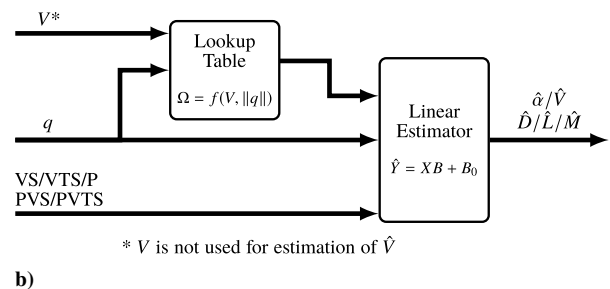 V*
Lookup
Table
Ω = f(V, ||q||)
q
Linear
Estimator
Ŷ = XB + B₀
α̂/V̂
D̂/L̂/M̂
VS/VTS/P
PVS/PVTS
* V is not used for estimation of V̂
b)